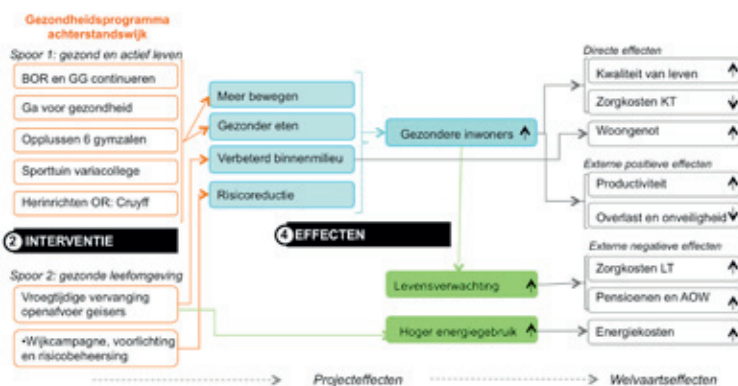 Gezondheidsprogramma
achterstandswijk
Spoor 1: gezond en actief leven
BOR en GG continueren
Ga voor gezondheid
Opplussen 6 gymzalen
Sporttuin variacollege
Herinrichten OR: Cruyff
2 INTERVENTIE
Spoor 2: gezonde leefomgeving
Vroegtijdige vervanging
openafvoer geisers
•Wijkcampagne, voorlichting
en risicobeheersing
Meer bewegen
Gezonder eten
Verbeterd binnenmilieu
Risicoreductie
4 EFFECTEN
Gezondere inwoners
Levensverwachting
Hoger energiegebruik
Directe effecten
Kwaliteit van leven
Zorgkosten KT
Woongenot
Externe positieve effecten
Productiviteit
Overlast en onveiligheid
Externe negatieve effecten
Zorgkosten LT
Pensioenen en AOW
Energiekosten
Projecteffecten
Welvaartseffecten